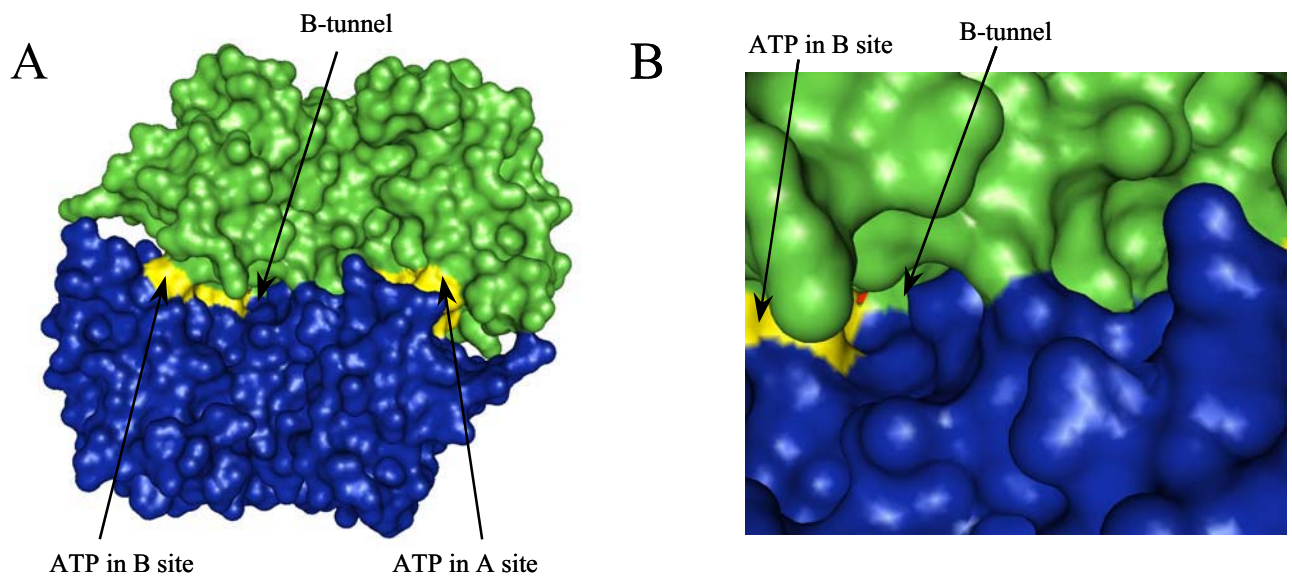 A
B-tunnel
ATP in B site
ATP in A site
B
ATP in B site
B-tunnel